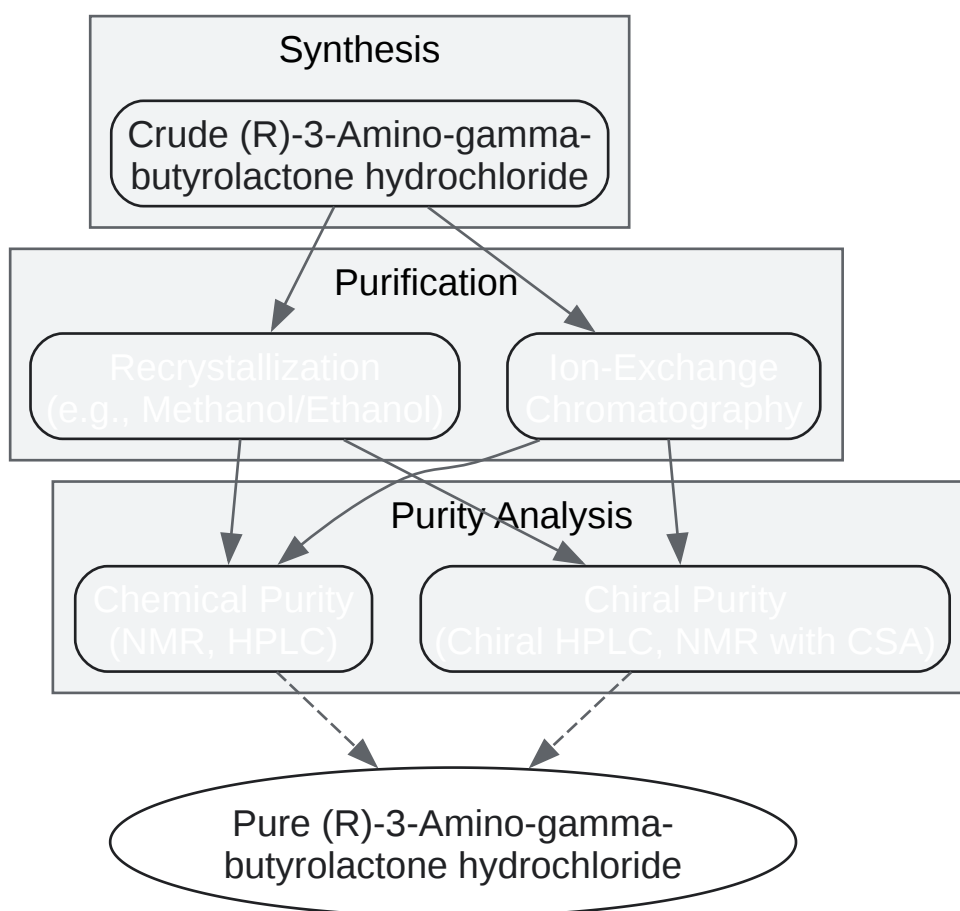 Synthesis
Crude (R)-3-Amino-gamma-
butyrolactone hydrochloride
Purification
Recrystallization
(e.g., Methanol/Ethanol)
Ion-Exchange
Chromatography
Purity Analysis
Chemical Purity
(NMR, HPLC)
Chiral Purity
(Chiral HPLC, NMR with CSA)
Pure (R)-3-Amino-gamma-
butyrolactone hydrochloride